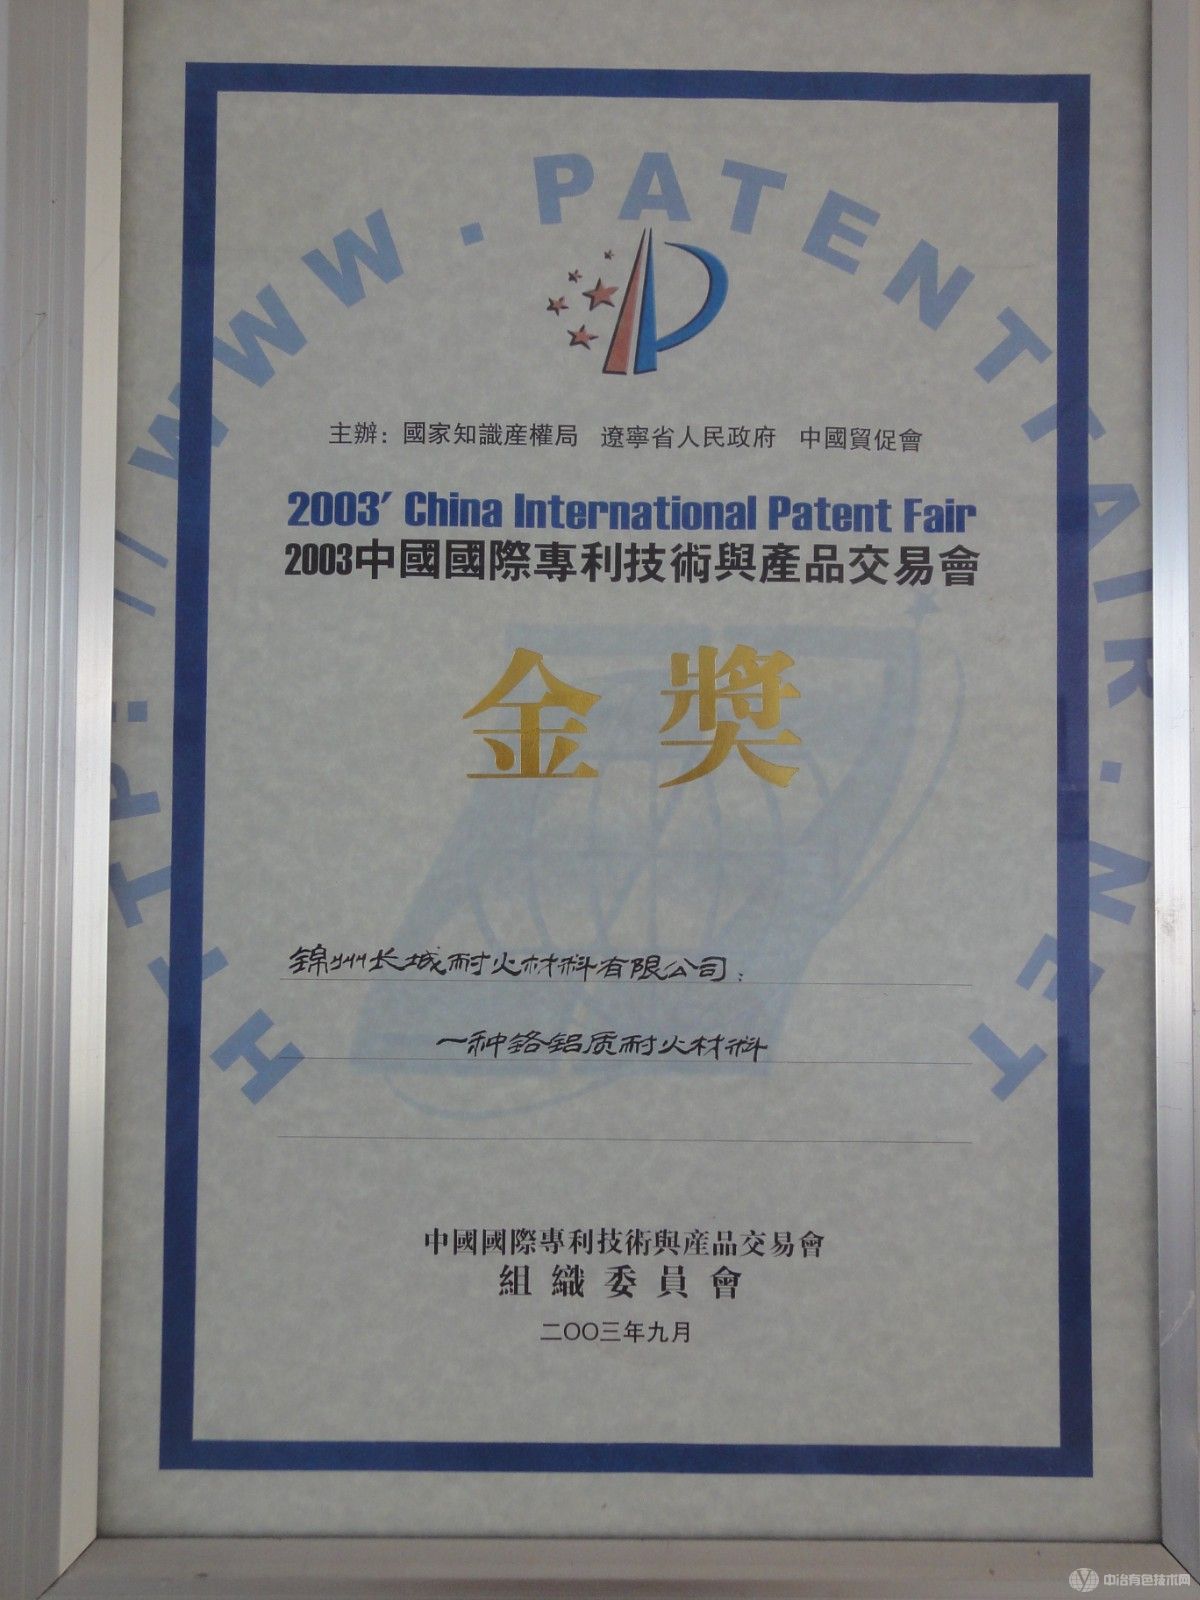 HTTP://WWW.PATENTFAIR.NET
主辦：國家知識産權局 遼寧省人民政府 中國貿促會
2003′ China International Patent Fair
2003中國國際專利技術與産品交易會
金獎
锦州长城耐火材料有限公司：
一种铬铝质耐火材料
中國國際專利技術與産品交易會
組織委員會
二〇〇三年九月
中冶有色技术网